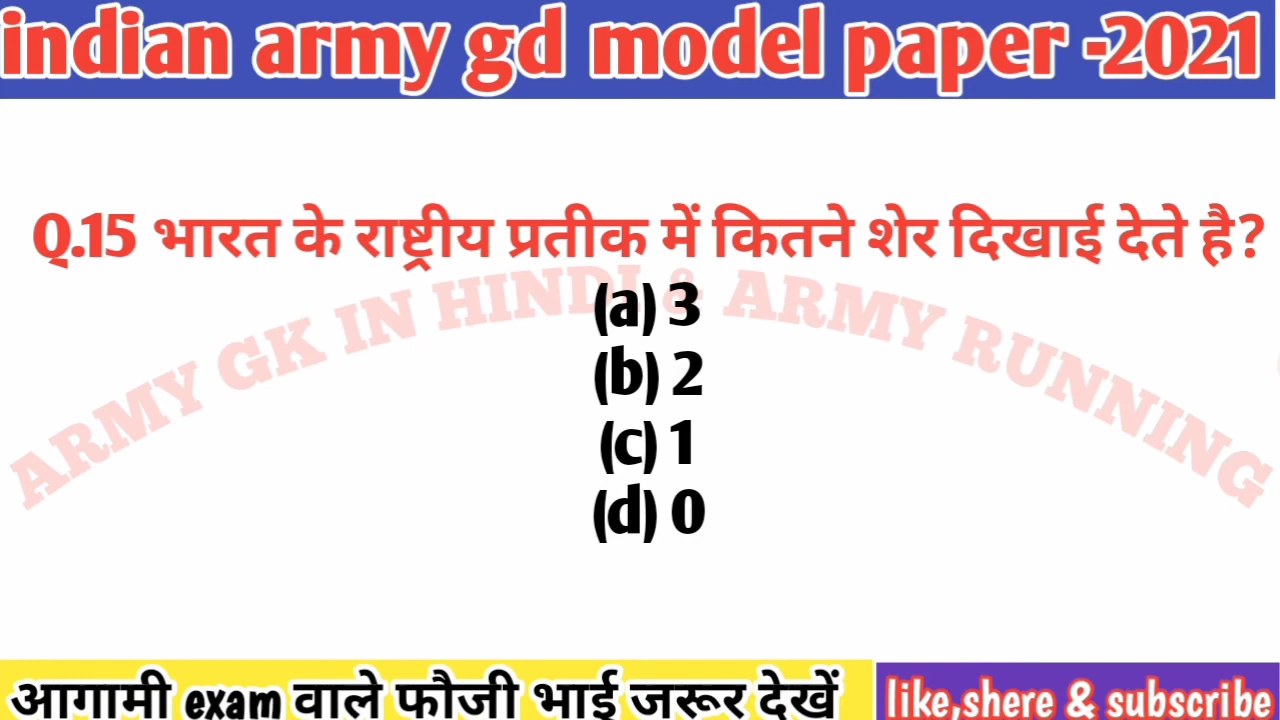 indian army gd model paper -2021
Q.15 भारत के राष्ट्रीय प्रतीक में कितने शेर दिखाई देते है?
ARMY GK IN HINDI & ARMY RUNNING
(a) 3
(b) 2
(c) 1
(d) 0
आगामी exam वाले फौजी भाई जरूर देखें
like,shere & subscribe